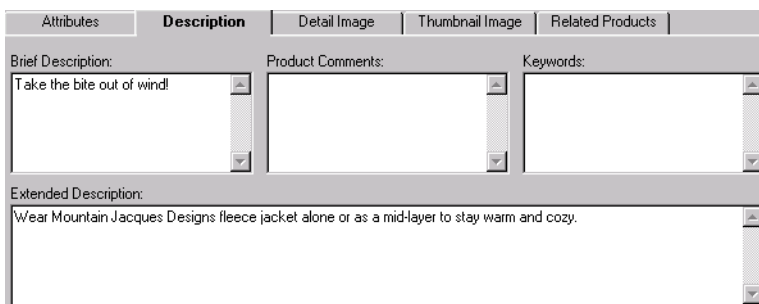 Attributes Description Detail Image Thumbnail Image Related Products
Brief Description: Product Comments: Keywords:
Take the bite out of wind!
Extended Description:
Wear Mountain Jacques Designs fleece jacket alone or as a mid-layer to stay warm and cozy.